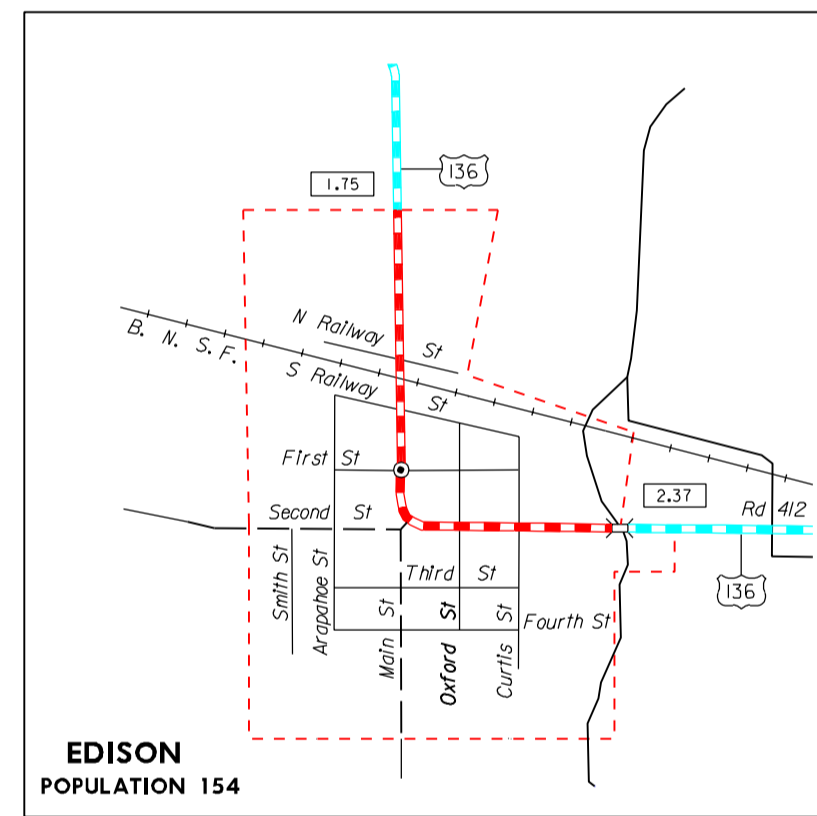 136
1.75
N Railway St
B. N. S. F.
S Railway St
First St
2.37
Rd 412
Second St
136
Smith St
Arapahoe St
Third St
Main St
Oxford St
Curtis St
Fourth St
EDISON
POPULATION 154